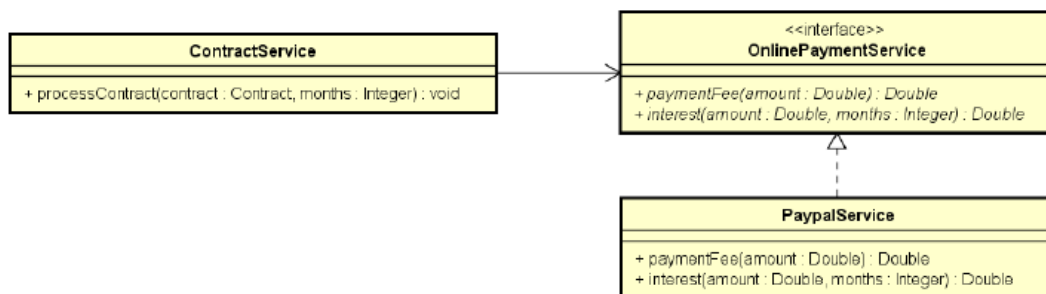 ContractService
+ processContract(contract : Contract, months : Integer) : void
<<interface>>
OnlinePaymentService
+ paymentFee(amount : Double) : Double
+ interest(amount : Double, months : Integer) : Double
PaypalService
+ paymentFee(amount : Double) : Double
+ interest(amount : Double, months : Integer) : Double